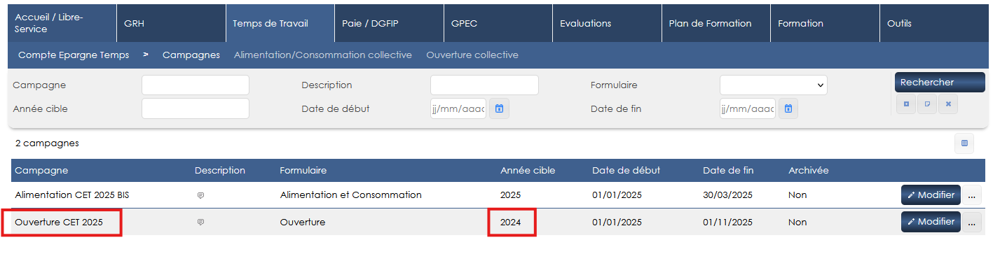 Accueil / Libre-
Service
GRH
Temps de Travail
Paie / DGFIP
GPEC
Evaluations
Plan de Formation
Formation
Outils
Compte Epargne Temps > Campagnes Alimentation/Consommation collective Ouverture collective
Campagne Description Formulaire Rechercher
Année cible Date de début jj/mm/aaac Date de fin jj/mm/aaac
2 campagnes
Campagne Description Formulaire Année cible Date de début Date de fin Archivée
Alimentation CET 2025 BIS Alimentation et Consommation 2025 01/01/2025 30/03/2025 Non Modifier ...
Ouverture CET 2025 Ouverture 2024 01/01/2025 01/11/2025 Non Modifier ...